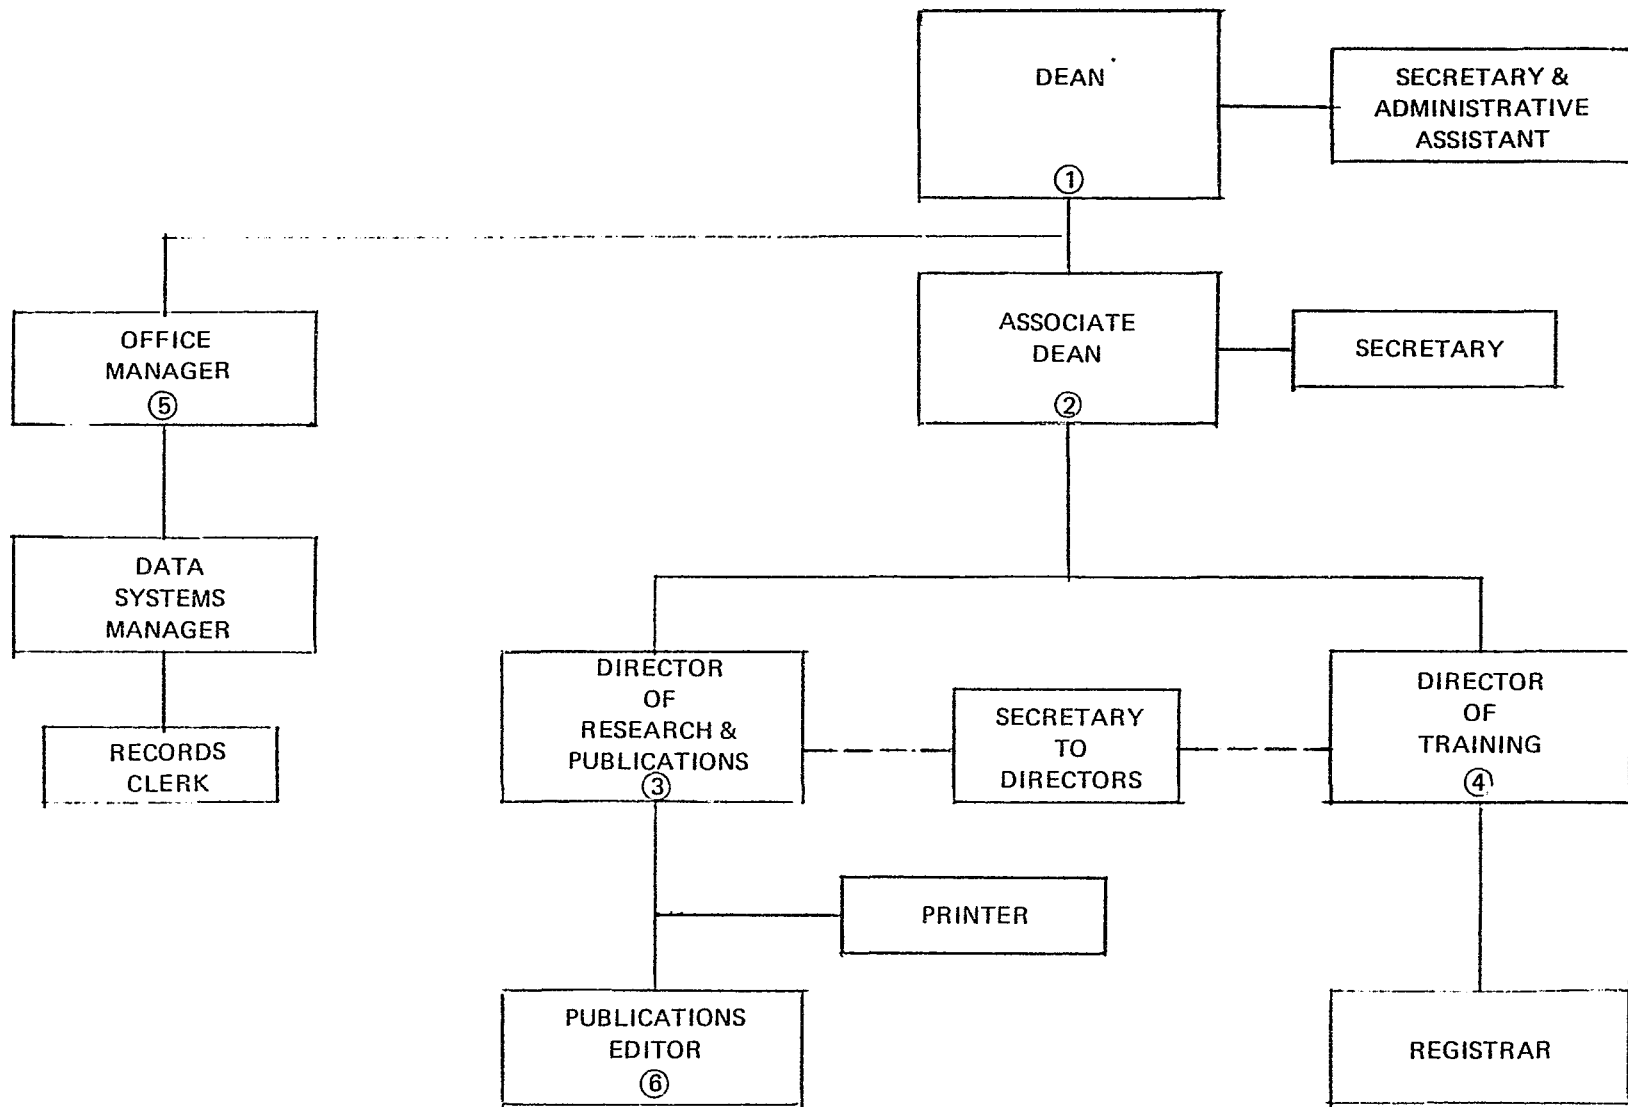 DEAN
①
SECRETARY &
ADMINISTRATIVE
ASSISTANT
OFFICE
MANAGER
⑤
ASSOCIATE
DEAN
②
SECRETARY
DATA
SYSTEMS
MANAGER
RECORDS
CLERK
DIRECTOR
OF
RESEARCH &
PUBLICATIONS
③
SECRETARY
TO
DIRECTORS
DIRECTOR
OF
TRAINING
④
PRINTER
PUBLICATIONS
EDITOR
⑥
REGISTRAR